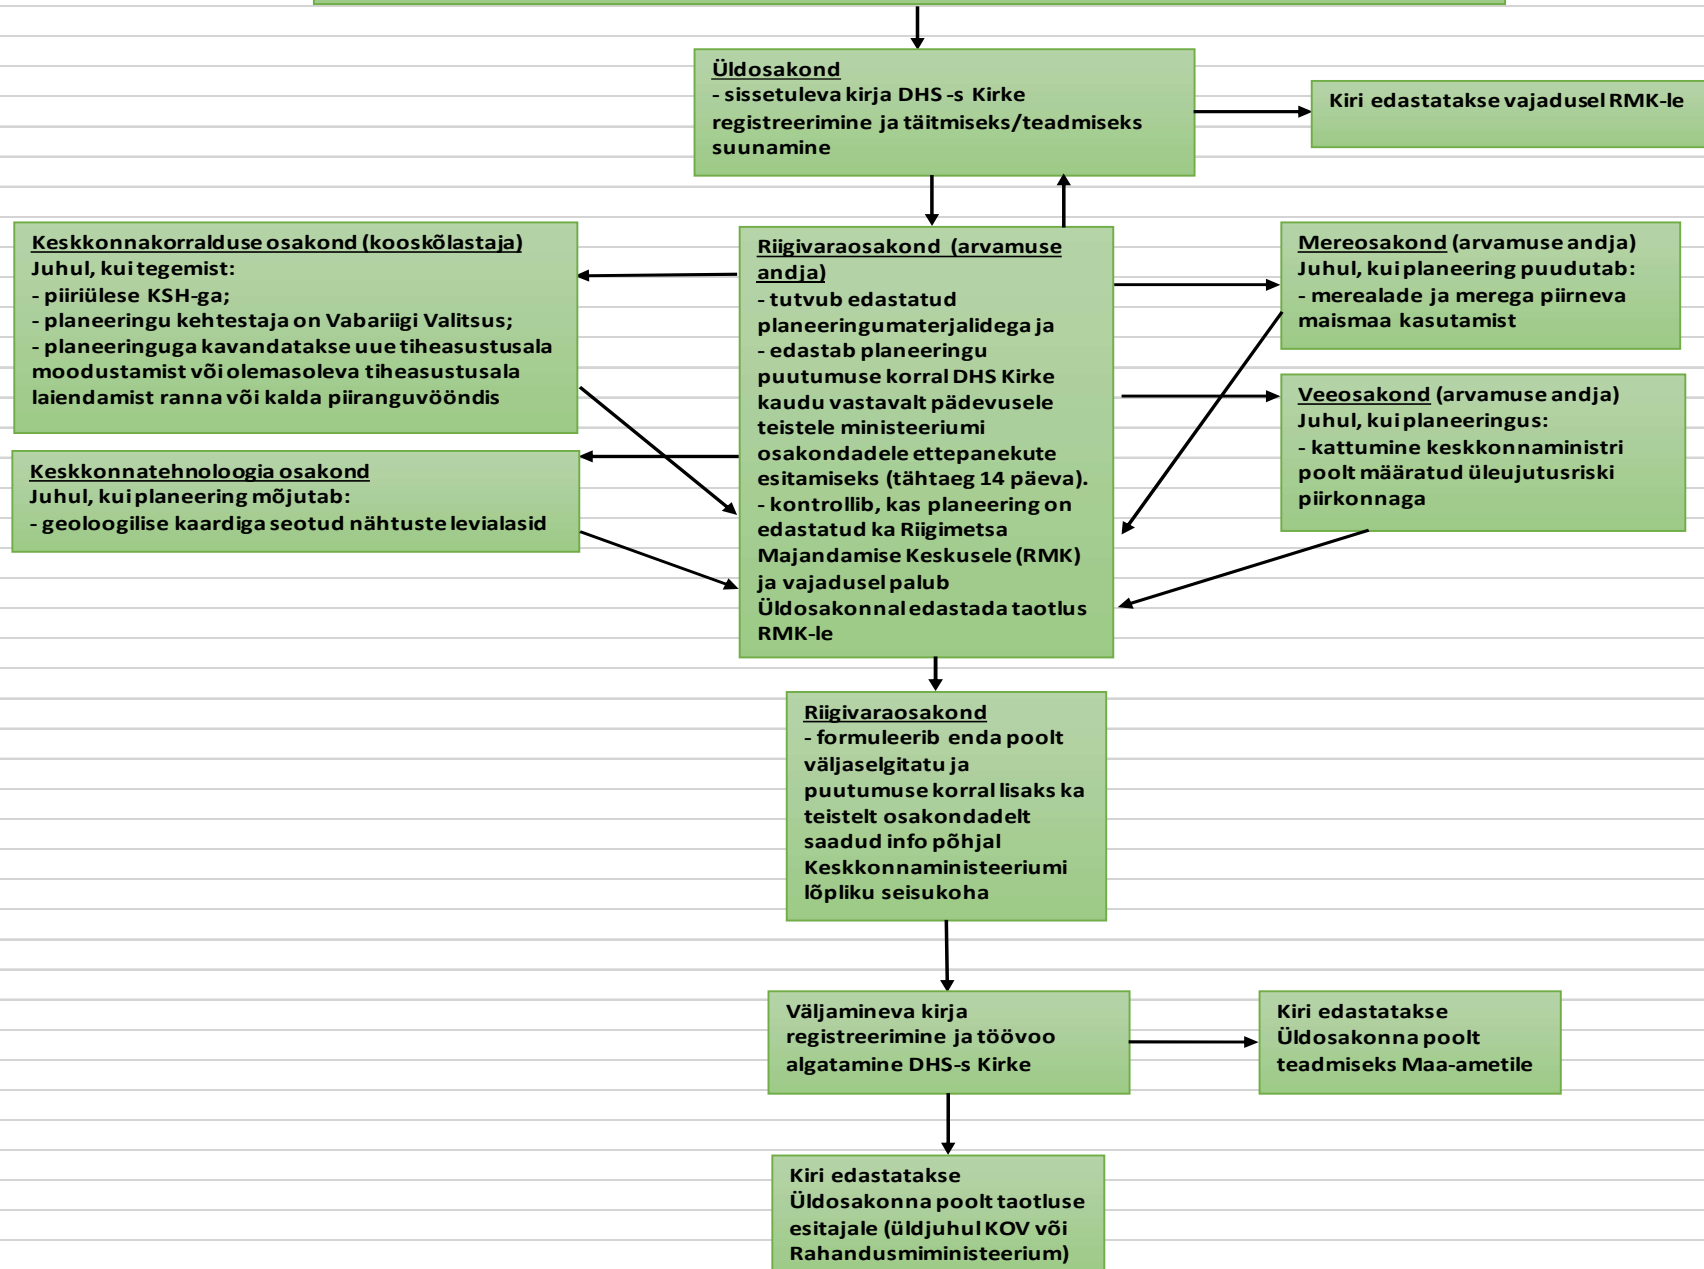 Üldosakond
- sissetuleva kirja DHS -s Kirke
registreerimine ja täitmiseks/teadmiseks
suunamine
Kiri edastatakse vajadusel RMK-le
Keskkonnakorralduse osakond (kooskõlastaja)
Juhul, kui tegemist:
- piiriülese KSH-ga;
- planeeringu kehtestaja on Vabariigi Valitsus;
- planeeringuga kavandatakse uue tiheasustusala
moodustamist või olemasoleva tiheasustusala
laiendamist ranna või kalda piiranguvööndis
Keskkonnatehnoloogia osakond
Juhul, kui planeering mõjutab:
- geoloogilise kaardiga seotud nähtuste levialasid
Riigivaraosakond (arvamuse
andja)
- tutvub edastatud
planeeringumaterjalidega ja
- edastab planeeringu
puutumuse korral DHS Kirke
kaudu vastavalt pädevusele
teistele ministeeriumi
osakondadele ettepanekute
esitamiseks (tähtaeg 14 päeva).
- kontrollib, kas planeering on
edastatud ka Riigimetsa
Majandamise Keskusele (RMK)
ja vajadusel palub
Üldosakonnal edastada taotlus
RMK-le
Mereosakond (arvamuse andja)
Juhul, kui planeering puudutab:
- merealade ja merega piirneva
maismaa kasutamist
Veeosakond (arvamuse andja)
Juhul, kui planeeringus:
- kattumine keskkonnaministri
poolt määratud üleujutusriski
piirkonnaga
Riigivaraosakond
- formuleerib enda poolt
väljaselgitatu ja
puutumuse korral lisaks ka
teistelt osakondadelt
saadud info põhjal
Keskkonnaministeeriumi
lõpliku seisukoha
Väljamineva kirja
registreerimine ja töövoo
algatamine DHS-s Kirke
Kiri edastatakse
Üldosakonna poolt
teadmiseks Maa-ametile
Kiri edastatakse
Üldosakonna poolt taotluse
esitajale (üldjuhul KOV või
Rahandusmiministeerium)